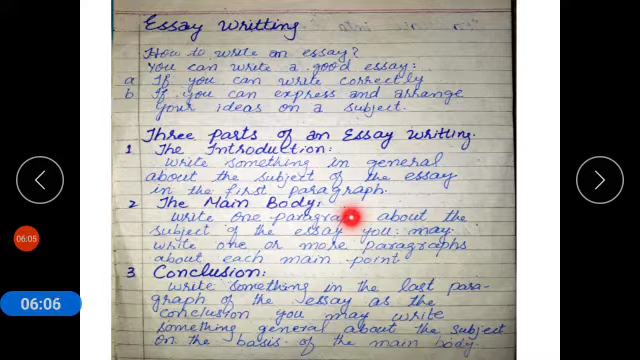 Essay Writting
How to write an essay?
You can write a good essay:
a If you can write correctly
b If you can express and arrange
your ideas on a subject.
Three parts of an Essay Writting.
1 The Introduction:
Write something in general
about the subject of the essay
in the first paragraph.
2 The Main Body:
Write one paragraph about the
subject of the essay you may
write one or more paragraphs
about each main point
3 Conclusion:
Write something in the last para-
graph of the essay as the
conclusion you may write
something general about the subject
on the basis of the main body.
06:05
06:06